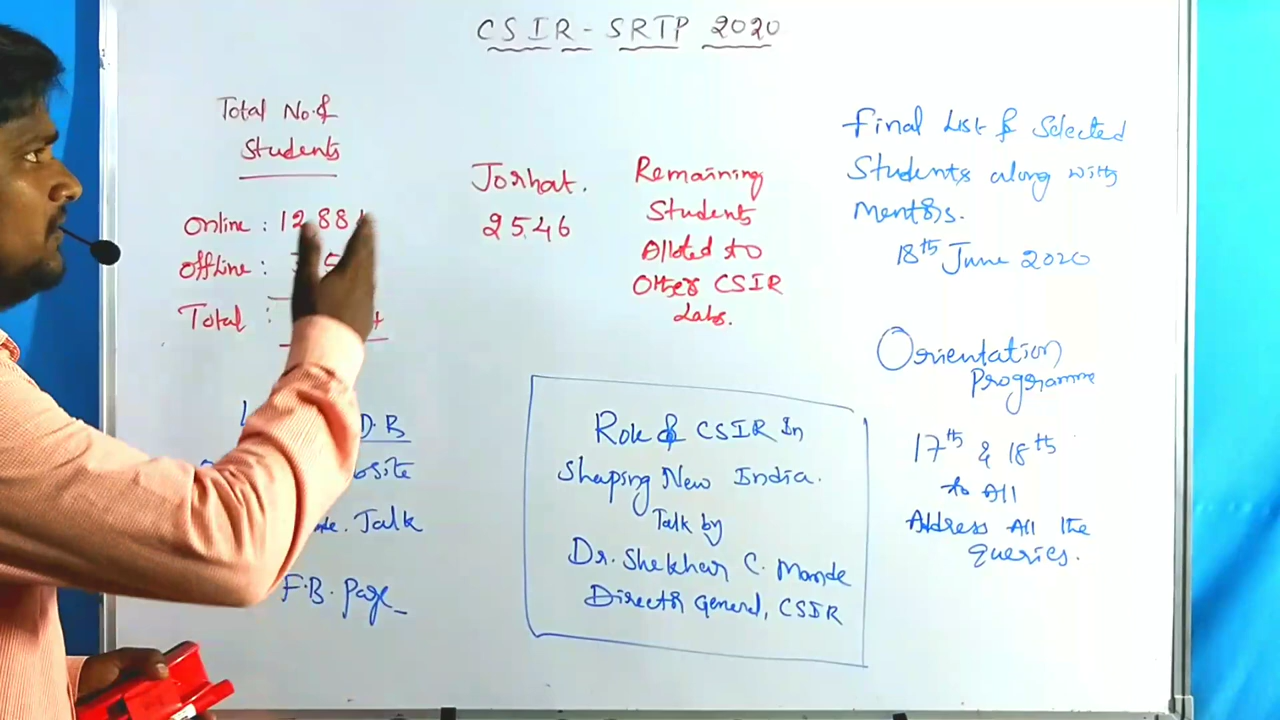 CSIR - SRTP 2020
Total No. of
Students
Online : 1288
Offline :
Total :
Jorhat.
2546
Remaining
Students
Alloted to
Other CSIR
Labs.
Final List of Selected
Students along with
Mentors.
18th June 2020
Orientation
Programme
17th & 18th
to All
Address All the
queries.
D.B
Talk
F.B. Page
Role of CSIR In
Shaping New India.
Talk by
Dr. Shekhar C. Mande
Director General, CSIR